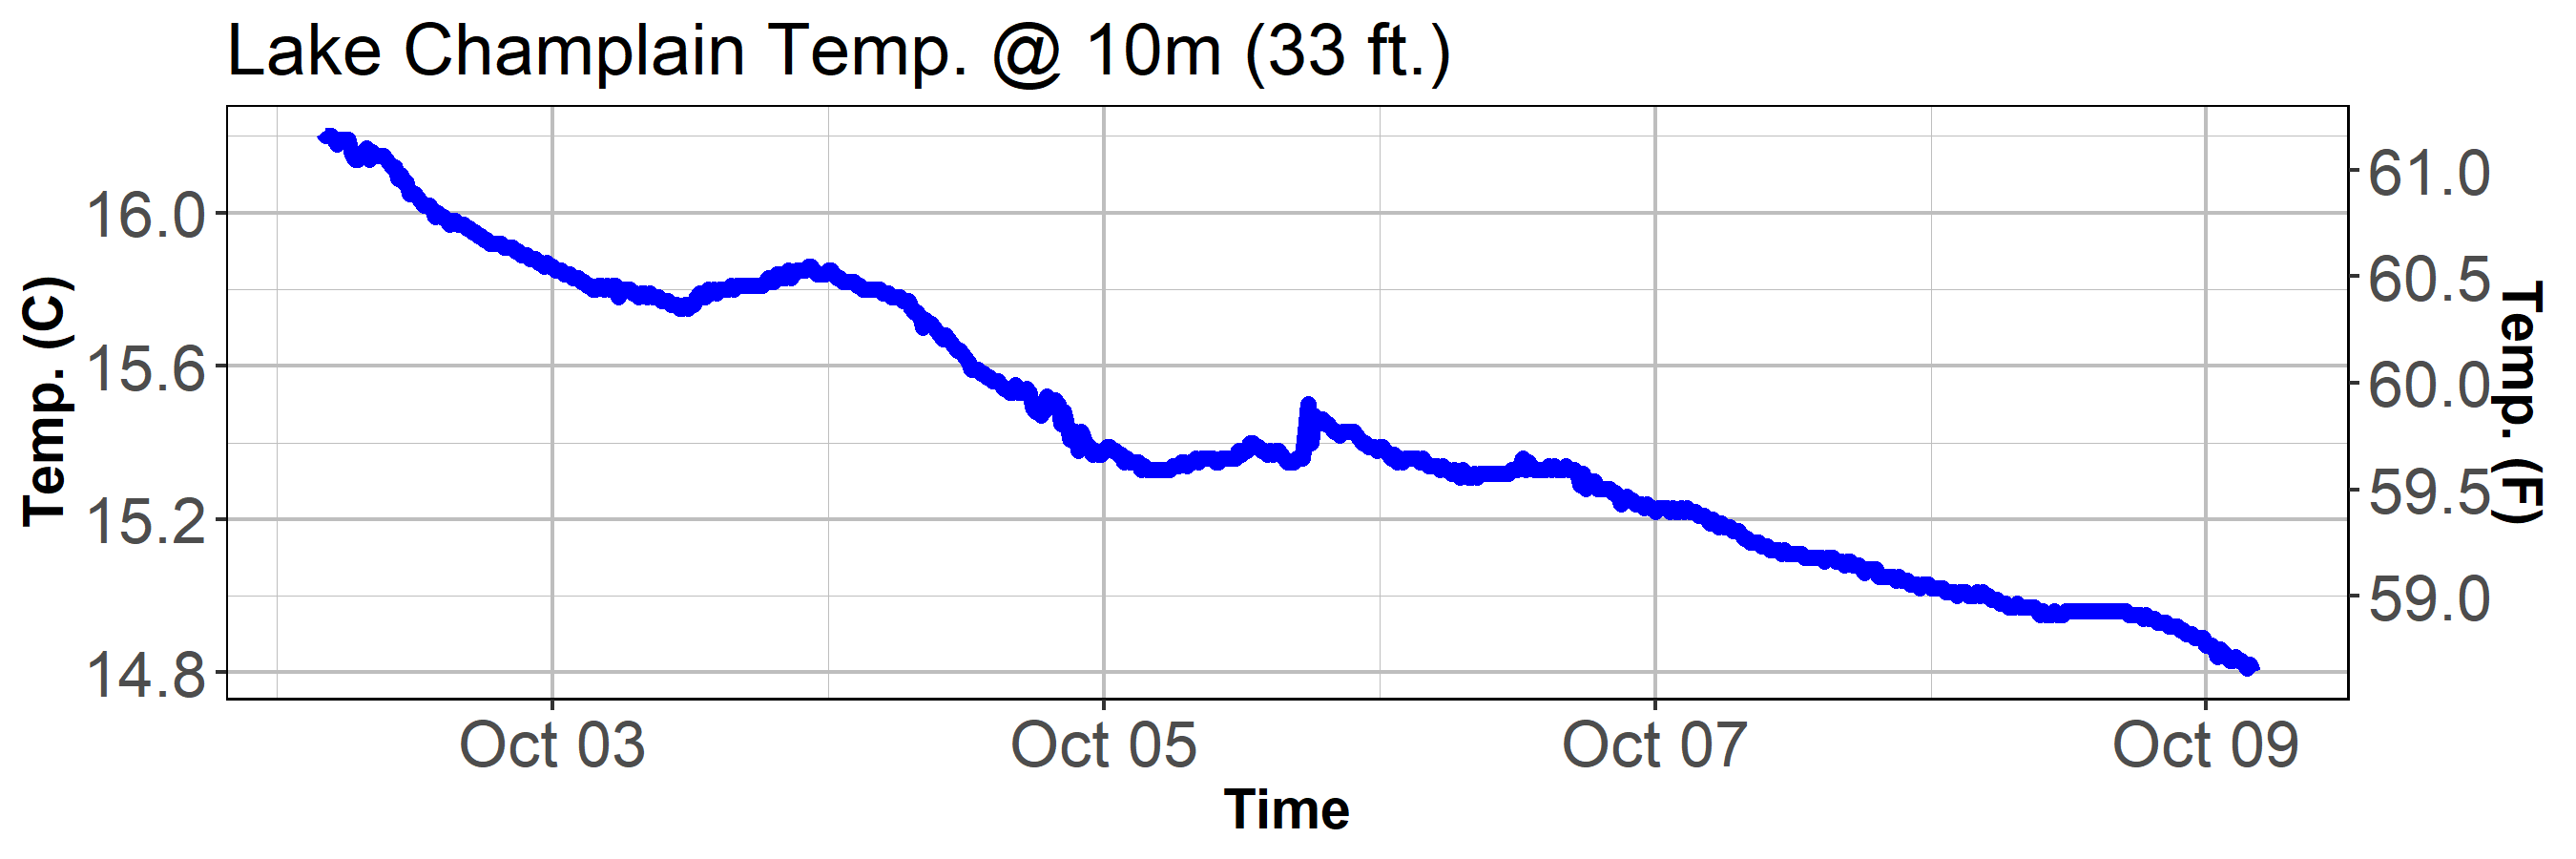 Lake Champlain Temp. @ 10m (33 ft.)
Temp. (C)
16.0
15.6
15.2
14.8
61.0
60.5
60.0
59.5
59.0
Temp. (F)
Oct 03 Oct 05 Oct 07 Oct 09
Time